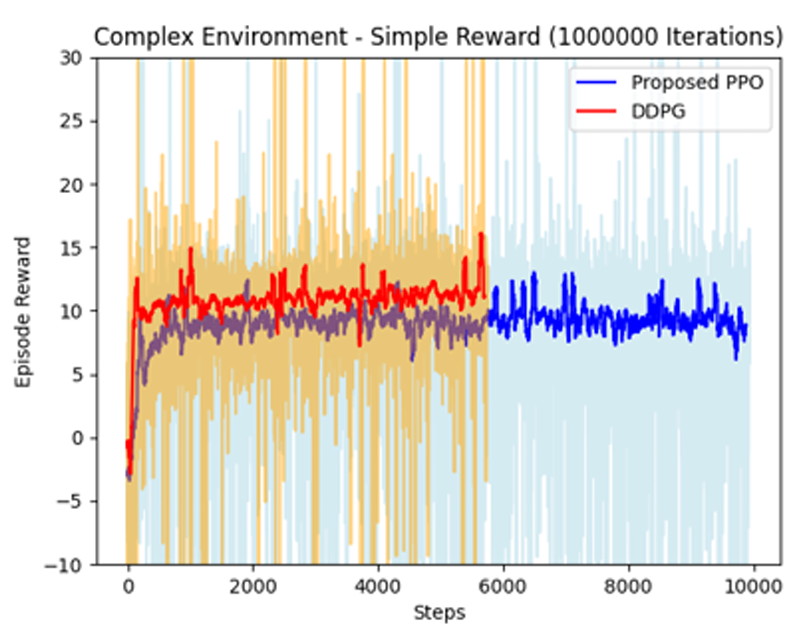 Complex Environment - Simple Reward (1000000 Iterations)
30
25
20
15
10
5
0
−5
−10
Episode Reward
Proposed PPO
DDPG
0 2000 4000 6000 8000 10000
Steps